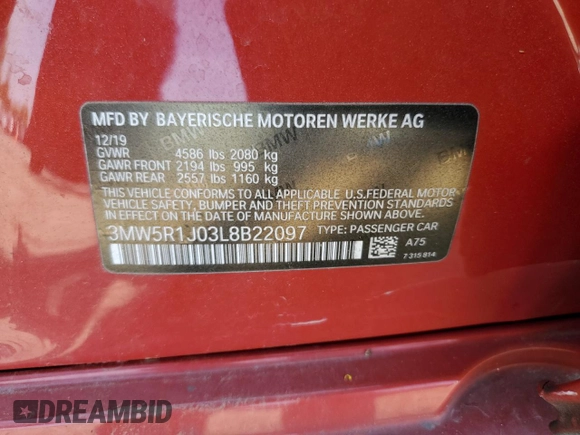 MFD BY BAYERISCHE MOTOREN WERKE AG
12/19
GVWR 4586 lbs 2080 kg
GAWR FRONT 2194 lbs 995 kg
GAWR REAR 2557 lbs 1160 kg
THIS VEHICLE CONFORMS TO ALL APPLICABLE U.S.FEDERAL MOTOR
VEHICLE SAFETY, BUMPER AND THEFT PREVENTION STANDARDS
IN EFFECT ON THE DATE OF MANUFACTURE SHOWN ABOVE.
3MW5R1J03L8B22097 TYPE: PASSENGER CAR
A75
7 315 814
DREAMBID